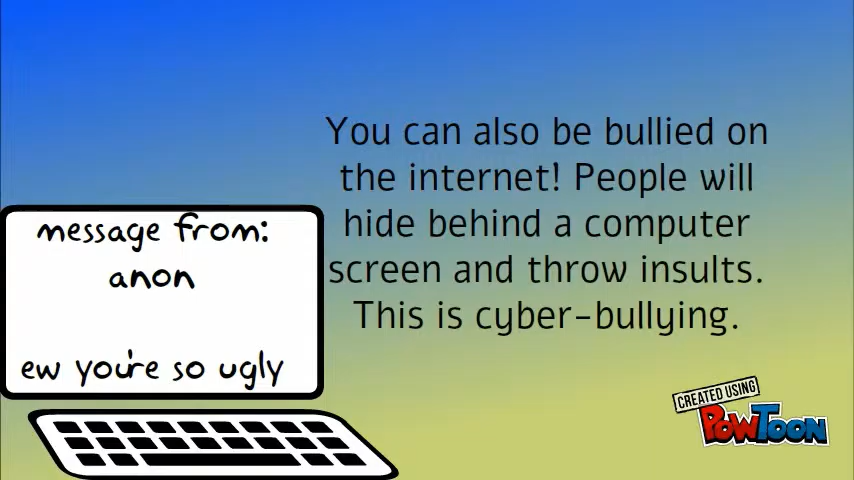 You can also be bullied on
the internet! People will
hide behind a computer
screen and throw insults.
This is cyber-bullying.
message from:
anon
ew you're so ugly
CREATED USING
POWTOON